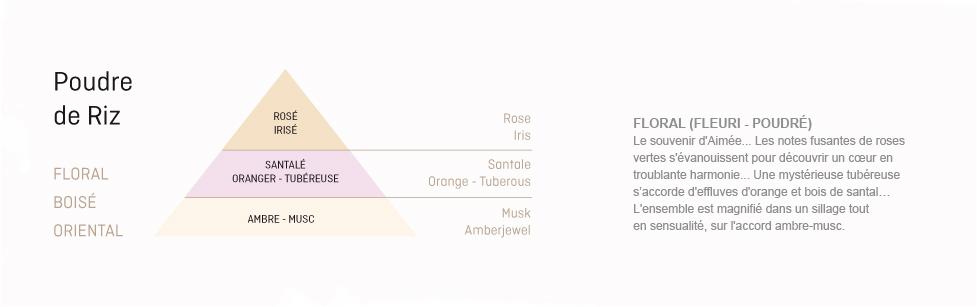 Poudre
de Riz
FLORAL
BOISÉ
ORIENTAL
ROSÉ
IRISÉ
SANTALÉ
ORANGER - TUBÉREUSE
AMBRE - MUSC
Rose
Iris
Santale
Orange - Tuberous
Musk
Amberjewel
FLORAL (FLEURI - POUDRÉ)
Le souvenir d'Aimée... Les notes fusantes de roses
vertes s'évanouissent pour découvrir un cœur en
troublante harmonie... Une mystérieuse tubéreuse
s'accorde d'effluves d'orange et bois de santal...
L'ensemble est magnifié dans un sillage tout
en sensualité, sur l'accord ambre-musc.